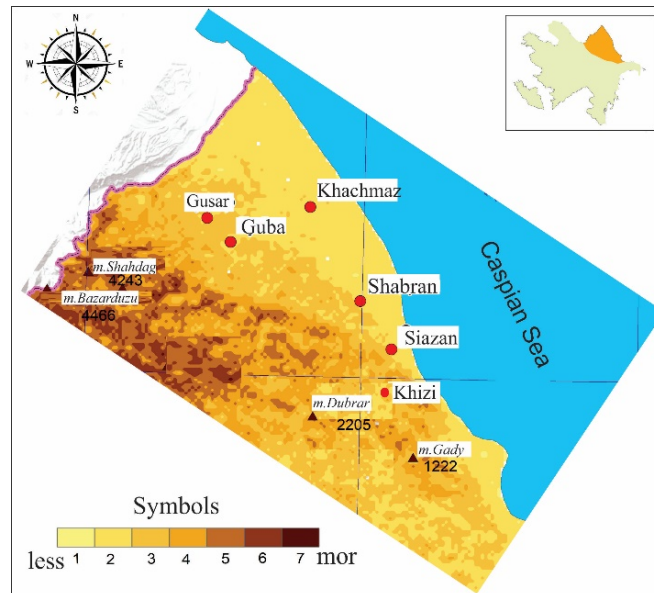 N
W E
S
Gusar
Khachmaz
Guba
m.Shahdag
4243
m.Bazarduzu
4466
Shabran
Siazan
Caspian Sea
Khizi
m.Dubrar
2205
m.Gady
1222
Symbols
less 1 2 3 4 5 6 7 mor